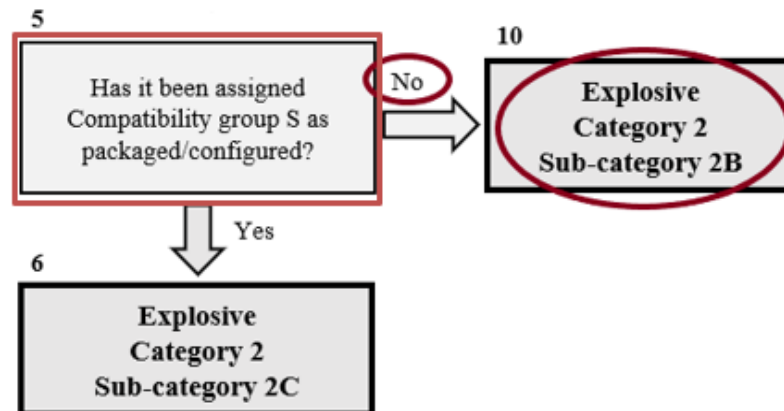 5
Has it been assigned
Compatibility group S as
packaged/configured?
No
10
Explosive
Category 2
Sub-category 2B
Yes
6
Explosive
Category 2
Sub-category 2C